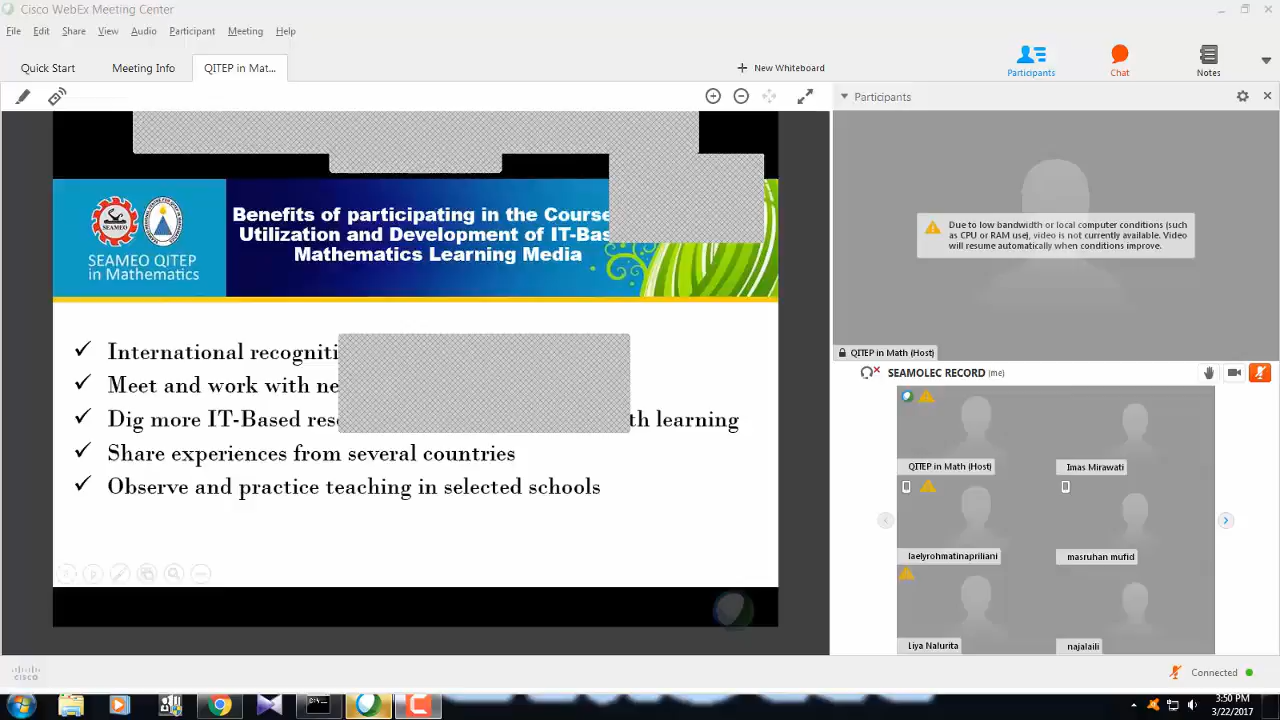 Cisco WebEx Meeting Center
File Edit Share View Audio Participant Meeting Help
Quick Start Meeting Info QITEP in Mat... New Whiteboard
Participants Chat Notes
Participants
Benefits of participating in the Course
Utilization and Development of
Mathematics Learning Media
SEAMEO
SEAMEO QITEP
in Mathematics
International
Meet and work with
Dig more IT-Based learning
Share experiences from several countries
Observe and practice teaching in selected schools
Due to low bandwidth or local computer conditions (such
as CPU or RAM use), video is not currently available. Video
will resume automatically when conditions improve.
QITEP in Math (Host)
SEAMOLEC RECORD (me)
QITEP in Math (Host)
Imas Mirawati
laelyrohmatinapriliani
masruhan mufid
Liya Nalurita
najalaili
cisco
Connected
3:50 PM
3/22/2017